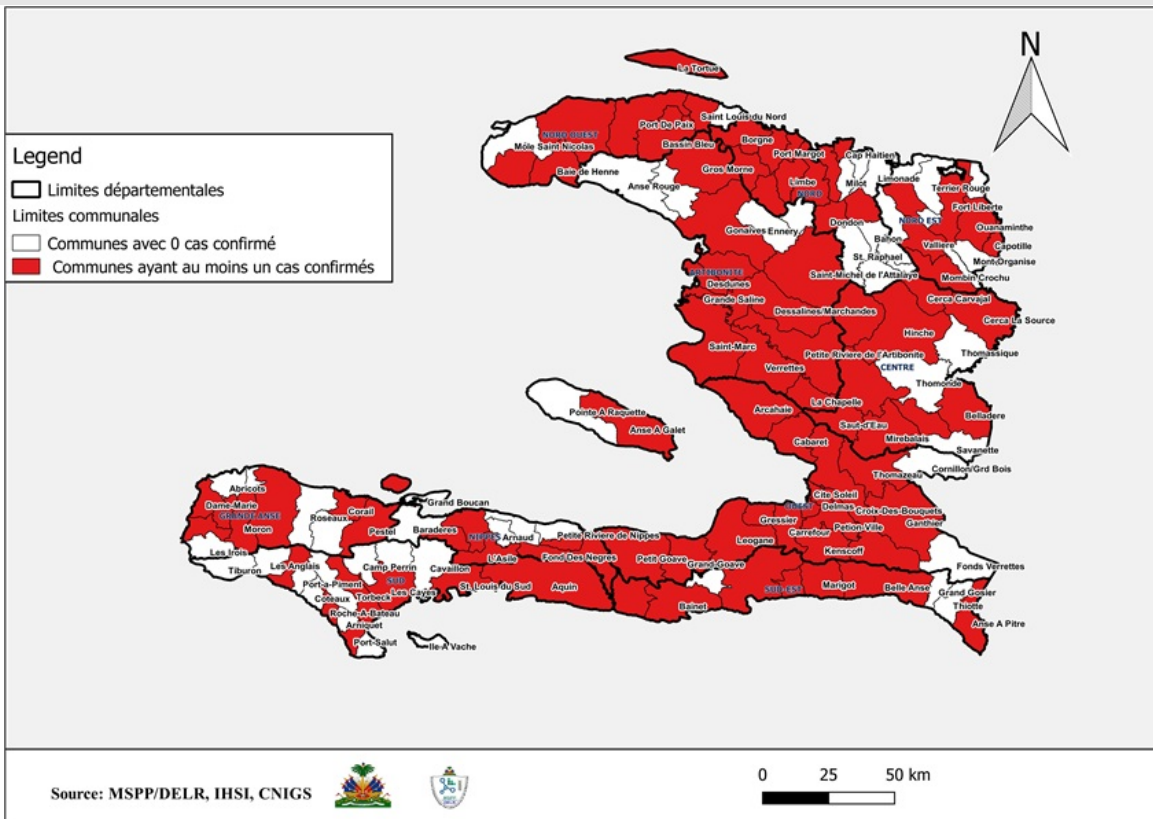 N
Legend
Limites départementales
Limites communales
Communes avec 0 cas confirmé
Communes ayant au moins un cas confirmés
La Tortue
Saint Louis du Nord
Port De Paix
NORD OUEST
Môle Saint Nicolas
Bassin Bleu
Borgne
Port Margot
Cap Haïtien
Baie de Henne
Anse Rouge
Gros Morne
Limbe
NORD
Milot
Limonade
Terrier Rouge
Fort Liberte
Ouanaminthe
NORD EST
Dondon
Gonaives
Ennery
Bahon
Valliere
Capotille
Mont-Organise
St. Raphael
Saint-Michel de l'Attalaye
Mombin Crochu
ARTIBONITE
Desdunes
Grande Saline
Dessalines/Marchandes
Cerca Carvajal
Cerca La Source
Hinche
Saint-Marc
Petite Riviere de l'Artibonite
Thomassique
Verrettes
CENTRE
Thomonde
La Chapelle
Belladere
Pointe A Raquette
Anse A Galet
Arcahaie
Saut-d'Eau
Mirebalais
Cabaret
Savanette
Cornillon/Grd Bois
Thomazeau
Abricots
Dame-Marie
GRANDE ANSE
Moron
Roseaux
Corail
Pestel
Grand Boucan
Baraderes
NIPPES
Arnaud
Petite Riviere de Nippes
Cite Soleil
OUEST
Delmas
Croix-Des-Bouquets
Gressier
Ganthier
Carrefour
Petion-Ville
Leogane
Kenscoff
Les Irois
Tiburon
Les Anglais
Camp Perrin
Cavaillon
L'Asile
Fond Des Negres
Petit Goave
Grand-Goave
Fonds Verrettes
Port-a-Piment
SUD
Les Cayes
St. Louis du Sud
Aquin
Coteaux
Torbeck
Roche-A-Bateau
Arniquet
Port-Salut
Ile-A Vache
Bainet
SUD EST
Marigot
Belle Anse
Grand Gosier
Thiotte
Anse A Pitre
Source: MSPP/DELR, IHSI, CNIGS
0 25 50 km